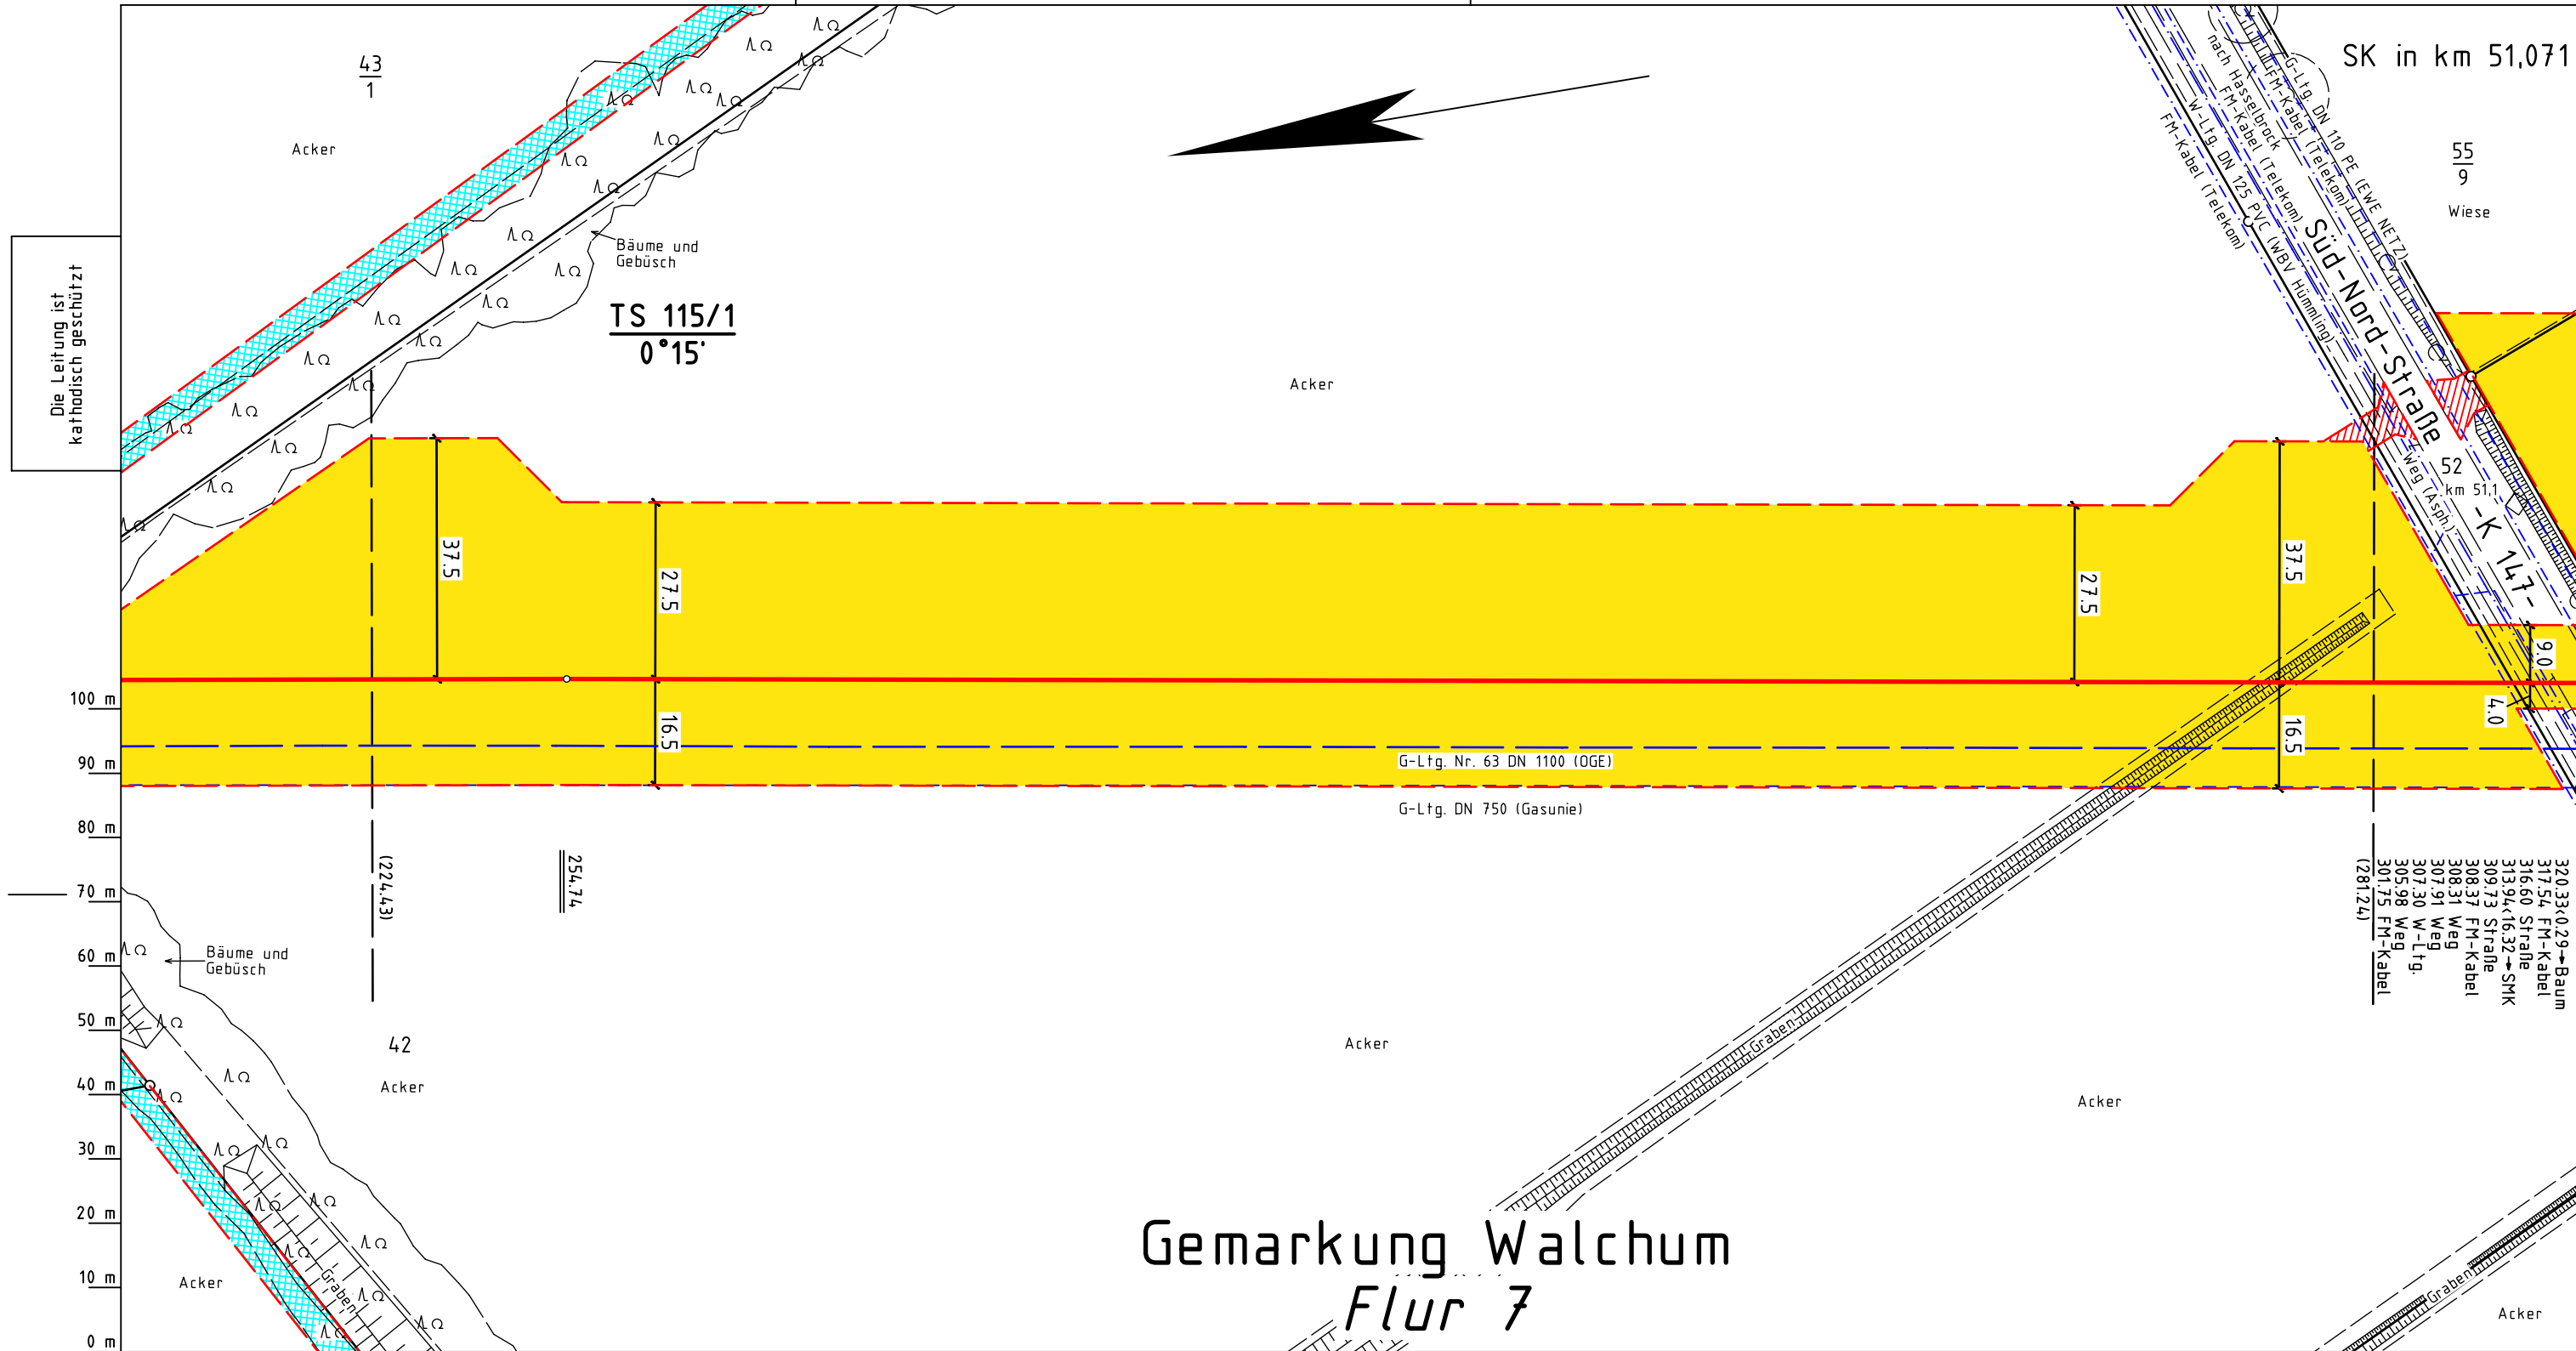 43
1
Acker
Die Leitung ist
kathodisch geschützt
Bäume und
Gebüsch
TS 115/1
0°15'
Acker
SK in km 51,071
55
9
Wiese
G-Ltg. DN 110 PE (EWE NETZ)
FM-Kabel (Telekom)
nach Hasselbrock
FM-Kabel (Telekom)
W-Ltg. DN 125 PVC (WBV Hümmling)
FM-Kabel (Telekom)
Süd-Nord-Straße
52
km 51,1
-K 147-
Weg (Asph.)
37.5
27.5
16.5
27.5
37.5
16.5
9.0
4.0
G-Ltg. Nr. 63 DN 1100 (OGE)
G-Ltg. DN 750 (Gasunie)
100 m
90 m
80 m
70 m
60 m
50 m
40 m
30 m
20 m
10 m
0 m
(224.43)
254.74
(281.24)
301.75 FM-Kabel
305.98 Weg
307.30 W-Ltg.
307.91 Weg
308.31 Weg
308.37 FM-Kabel
309.73 Straße
313.94<16.32→SMK
316.60 Straße
317.54 FM-Kabel
320.33<0.29→Baum
Bäume und
Gebüsch
42
Acker
Acker
Graben
Acker
Acker
Graben
Gemarkung Walchum
Flur 7
Graben
Acker